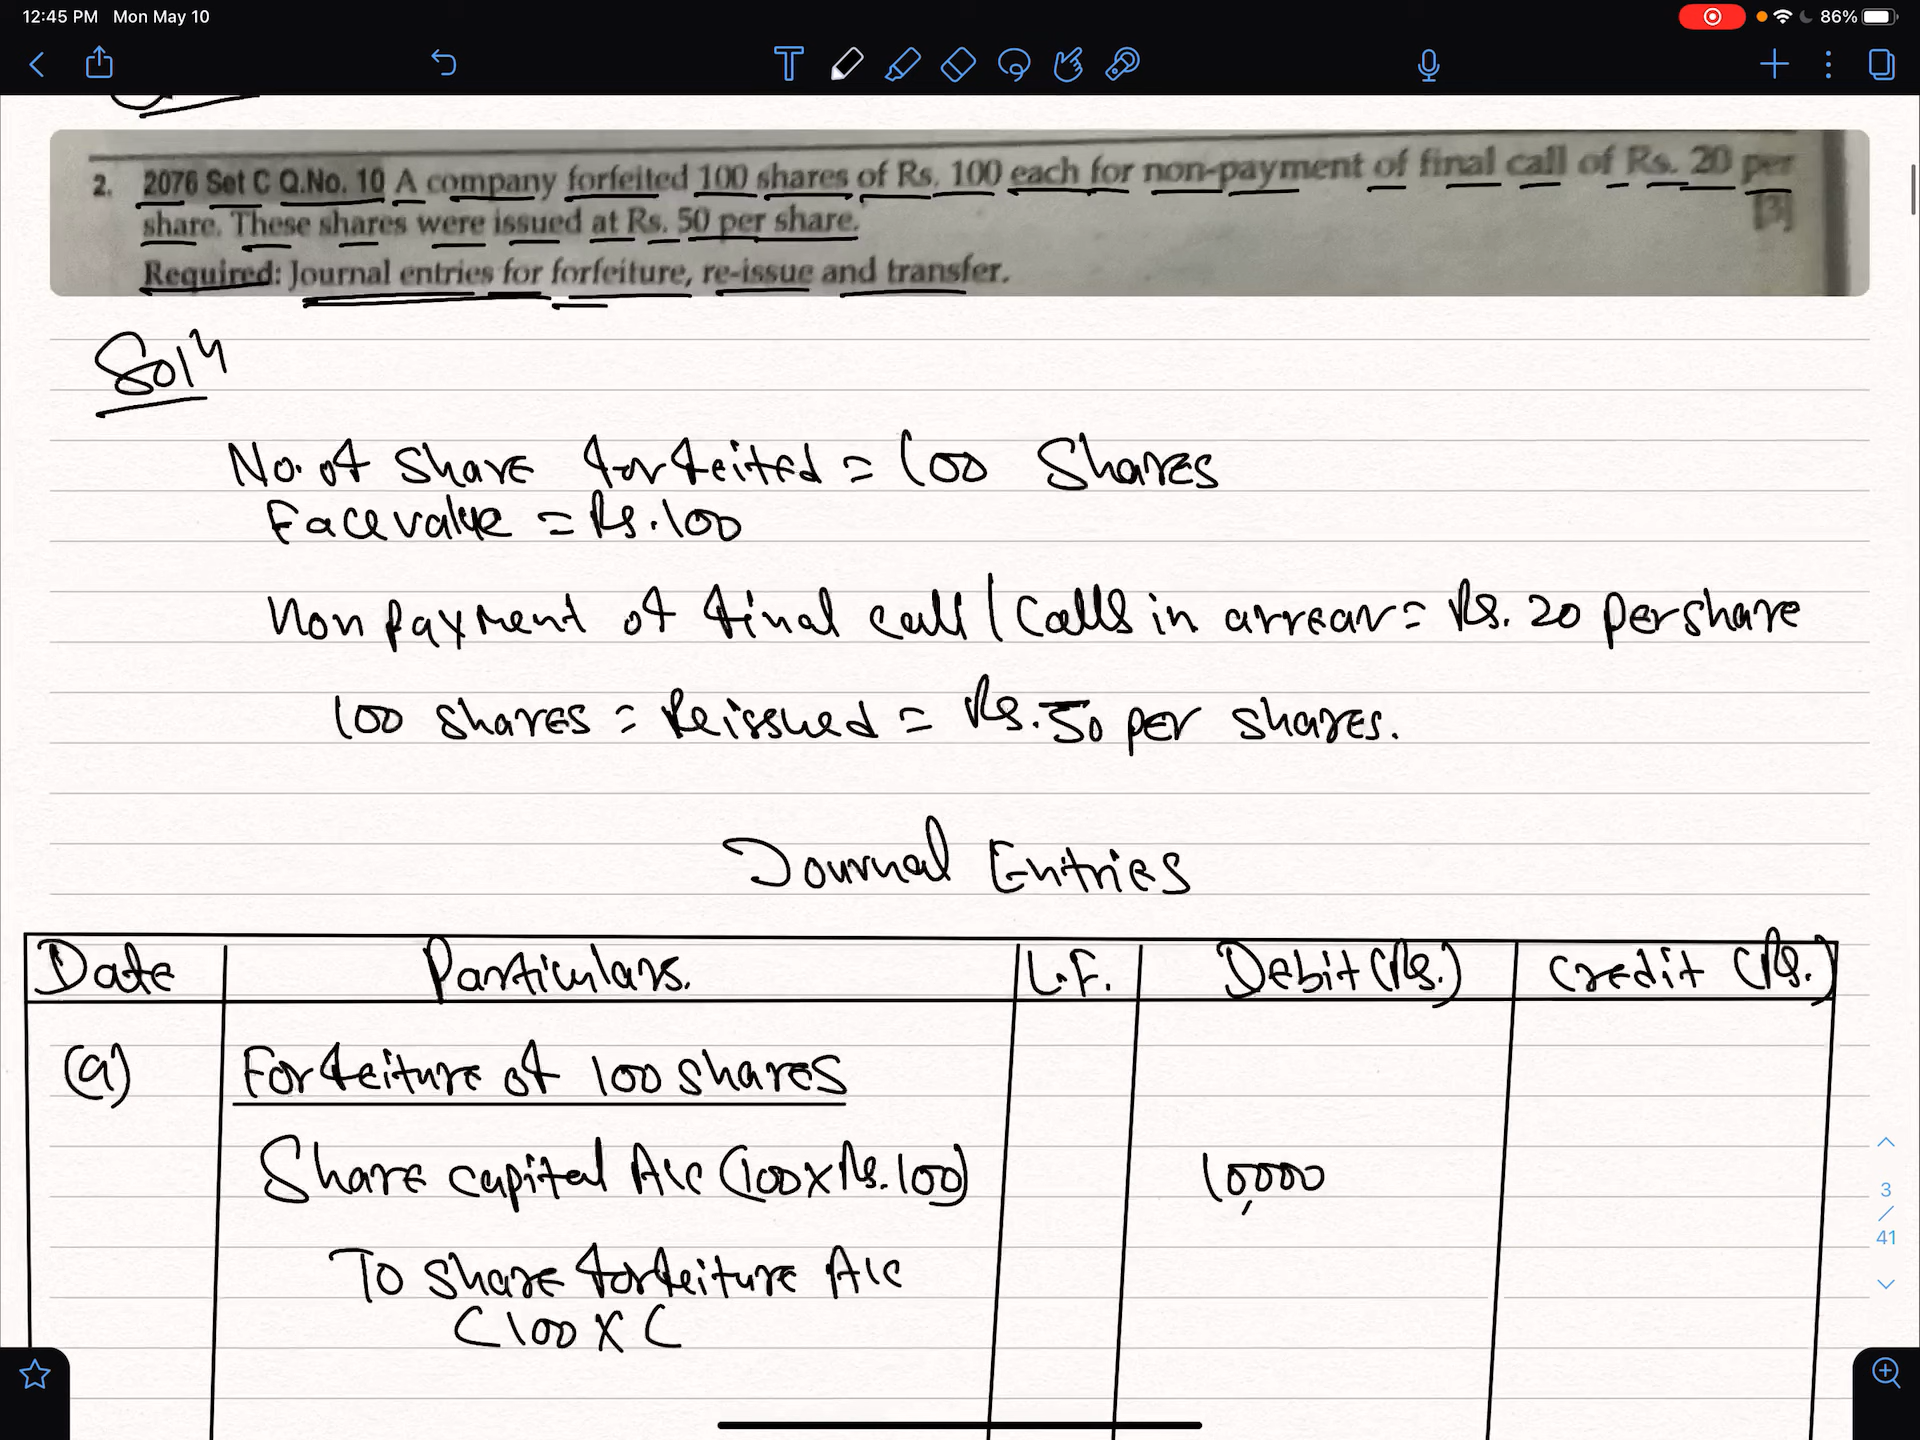 12:45 PM Mon May 10
86%
2. 2076 Set C Q.No. 10 A company forfeited 100 shares of Rs. 100 each for non-payment of final call of Rs. 20 per
share. These shares were issued at Rs. 50 per share. [3]
Required: Journal entries for forfeiture, re-issue and transfer.
Solⁿ
No. of Share forfeited = 100 Shares
Face value = Rs. 100
Non payment of final call / Calls in arrear = Rs. 20 per share
100 shares = Reissued = Rs. 50 per shares.
Journal Entries
Date Particulars. L.F. Debit (Rs.) Credit (Rs.)
(a) Forfeiture of 100 shares
Share capital A/c (100 x Rs. 100) 10,000
To share forfeiture A/c
(100 x (
3
/
41